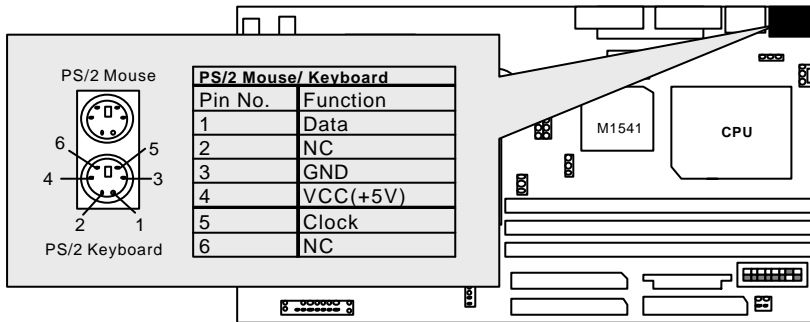 PS/2 Mouse
6 5
4 3
2 1
PS/2 Keyboard
PS/2 Mouse/ Keyboard
Pin No. Function
1 Data
2 NC
3 GND
4 VCC(+5V)
5 Clock
6 NC
M1541
CPU